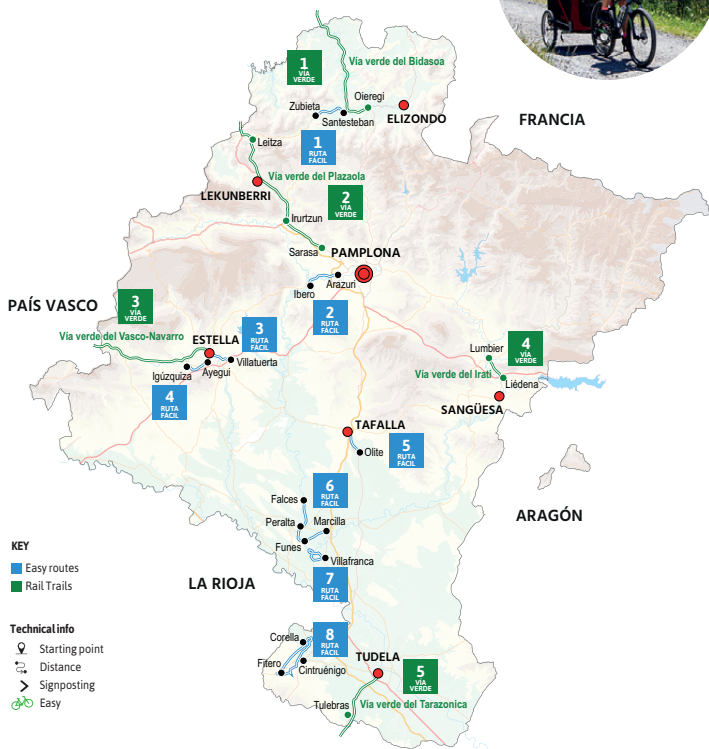 1
VÍA
VERDE
Vía verde del Bidasoa
Zubieta
Oieregi
Santesteban
ELIZONDO
FRANCIA
1
RUTA
FÁCIL
Leitza
Vía verde del Plazaola
LEKUNBERRI
2
VÍA
VERDE
Irurtzun
Sarasa
PAMPLONA
Arazuri
Ibero
2
RUTA
FÁCIL
PAÍS VASCO
3
VÍA
VERDE
Vía verde del Vasco-Navarro
ESTELLA
3
RUTA
FÁCIL
Villatuerta
Ayegui
Igúzquiza
4
RUTA
FÁCIL
Lumbier
4
VÍA
VERDE
Vía verde del Irati
Liédena
SANGÜESA
TAFALLA
Olite
5
RUTA
FÁCIL
6
RUTA
FÁCIL
Falces
Peralta
Marcilla
Funes
Villafranca
7
RUTA
FÁCIL
ARAGÓN
KEY
Easy routes
Rail Trails
LA RIOJA
Technical info
Starting point
Distance
Signposting
Easy
8
RUTA
FÁCIL
Corella
Fitero
Cintruénigo
TUDELA
5
VÍA
VERDE
Vía verde del Tarazonica
Tulebras